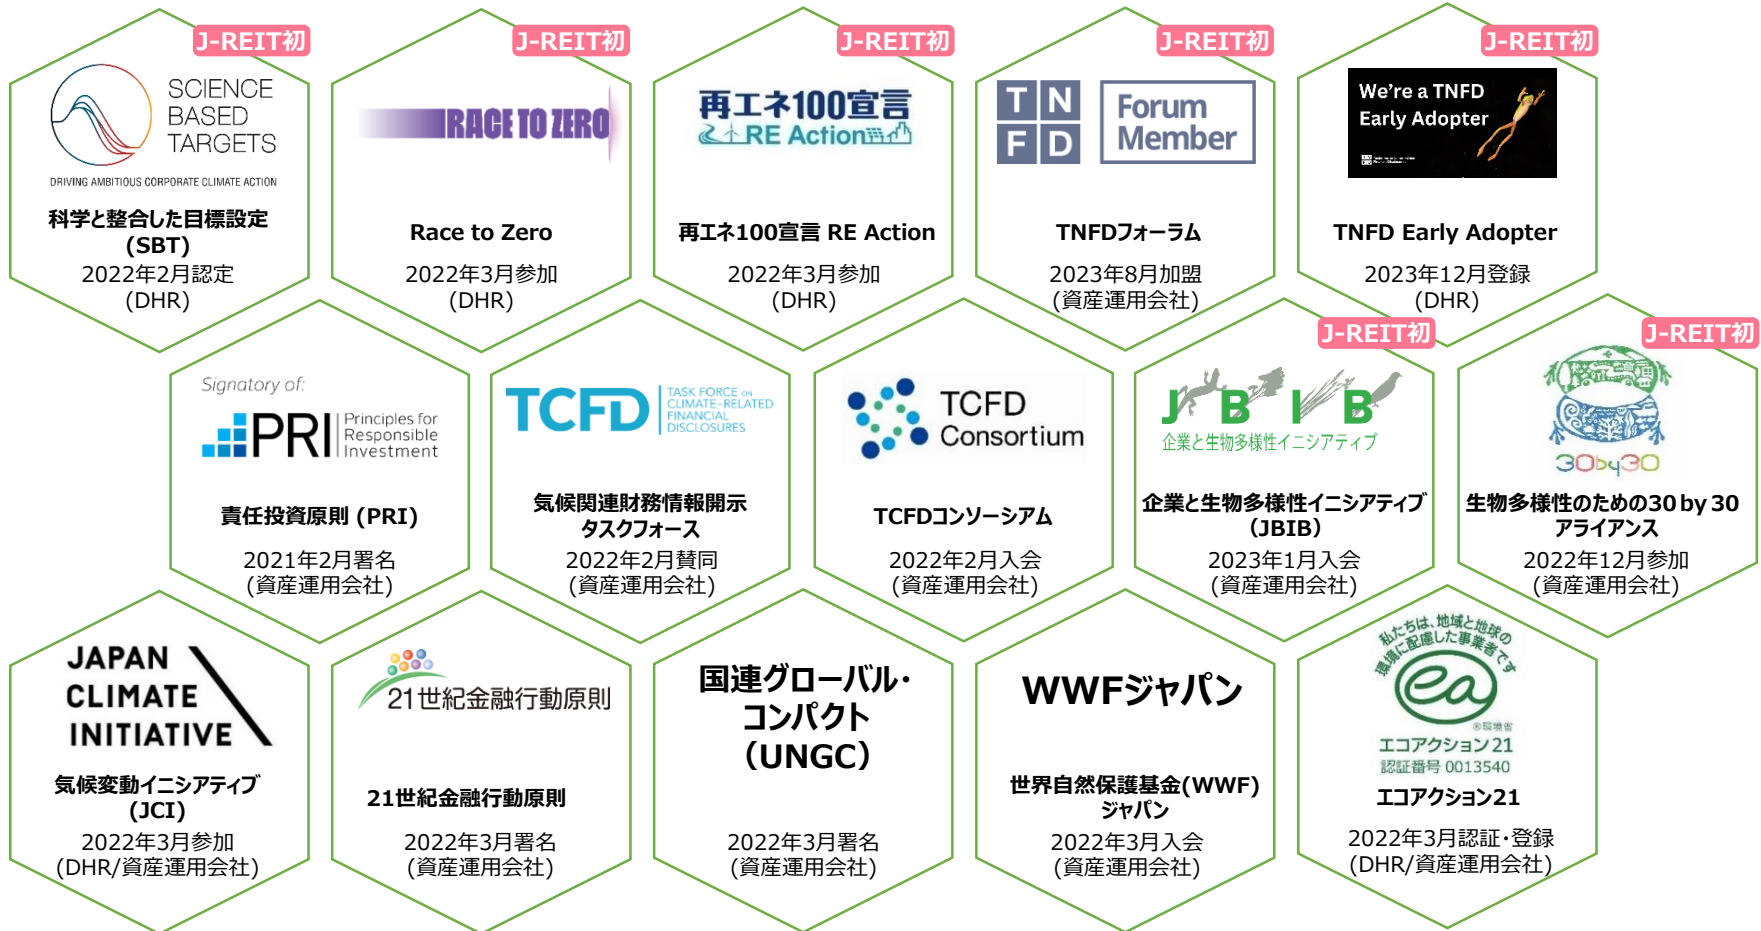 J-REIT初
SCIENCE
BASED
TARGETS
DRIVING AMBITIOUS CORPORATE CLIMATE ACTION
科学と整合した目標設定
(SBT)
2022年2月認定
(DHR)
J-REIT初
RACE TO ZERO
Race to Zero
2022年3月参加
(DHR)
J-REIT初
再エネ100宣言
RE Action
再エネ100宣言 RE Action
2022年3月参加
(DHR)
J-REIT初
TN
FD
Forum
Member
TNFDフォーラム
2023年8月加盟
(資産運用会社)
J-REIT初
We're a TNFD
Early Adopter
TNFD Early Adopter
2023年12月登録
(DHR)
Signatory of:
PRI
Principles for
Responsible
Investment
責任投資原則 (PRI)
2021年2月署名
(資産運用会社)
TCFD
TASK FORCE ON
CLIMATE-RELATED
FINANCIAL
DISCLOSURES
気候関連財務情報開示
タスクフォース
2022年2月賛同
(資産運用会社)
TCFD
Consortium
TCFDコンソーシアム
2022年2月入会
(資産運用会社)
J-REIT初
JBIB
企業と生物多様性イニシアティブ
企業と生物多様性イニシアティブ
（JBIB）
2023年1月入会
(資産運用会社)
J-REIT初
30by30
生物多様性のための30 by 30
アライアンス
2022年12月参加
(資産運用会社)
JAPAN
CLIMATE
INITIATIVE
気候変動イニシアティブ
(JCI)
2022年3月参加
(DHR/資産運用会社)
21世紀金融行動原則
21世紀金融行動原則
2022年3月署名
(資産運用会社)
国連グローバル・
コンパクト
（UNGC）
2022年3月署名
(資産運用会社)
WWFジャパン
世界自然保護基金(WWF)
ジャパン
2022年3月入会
(資産運用会社)
私たちは、地域と地球の
環境に配慮した事業者です
ea
®環境省
エコアクション21
認証番号 0013540
エコアクション21
2022年3月認証・登録
(DHR/資産運用会社)